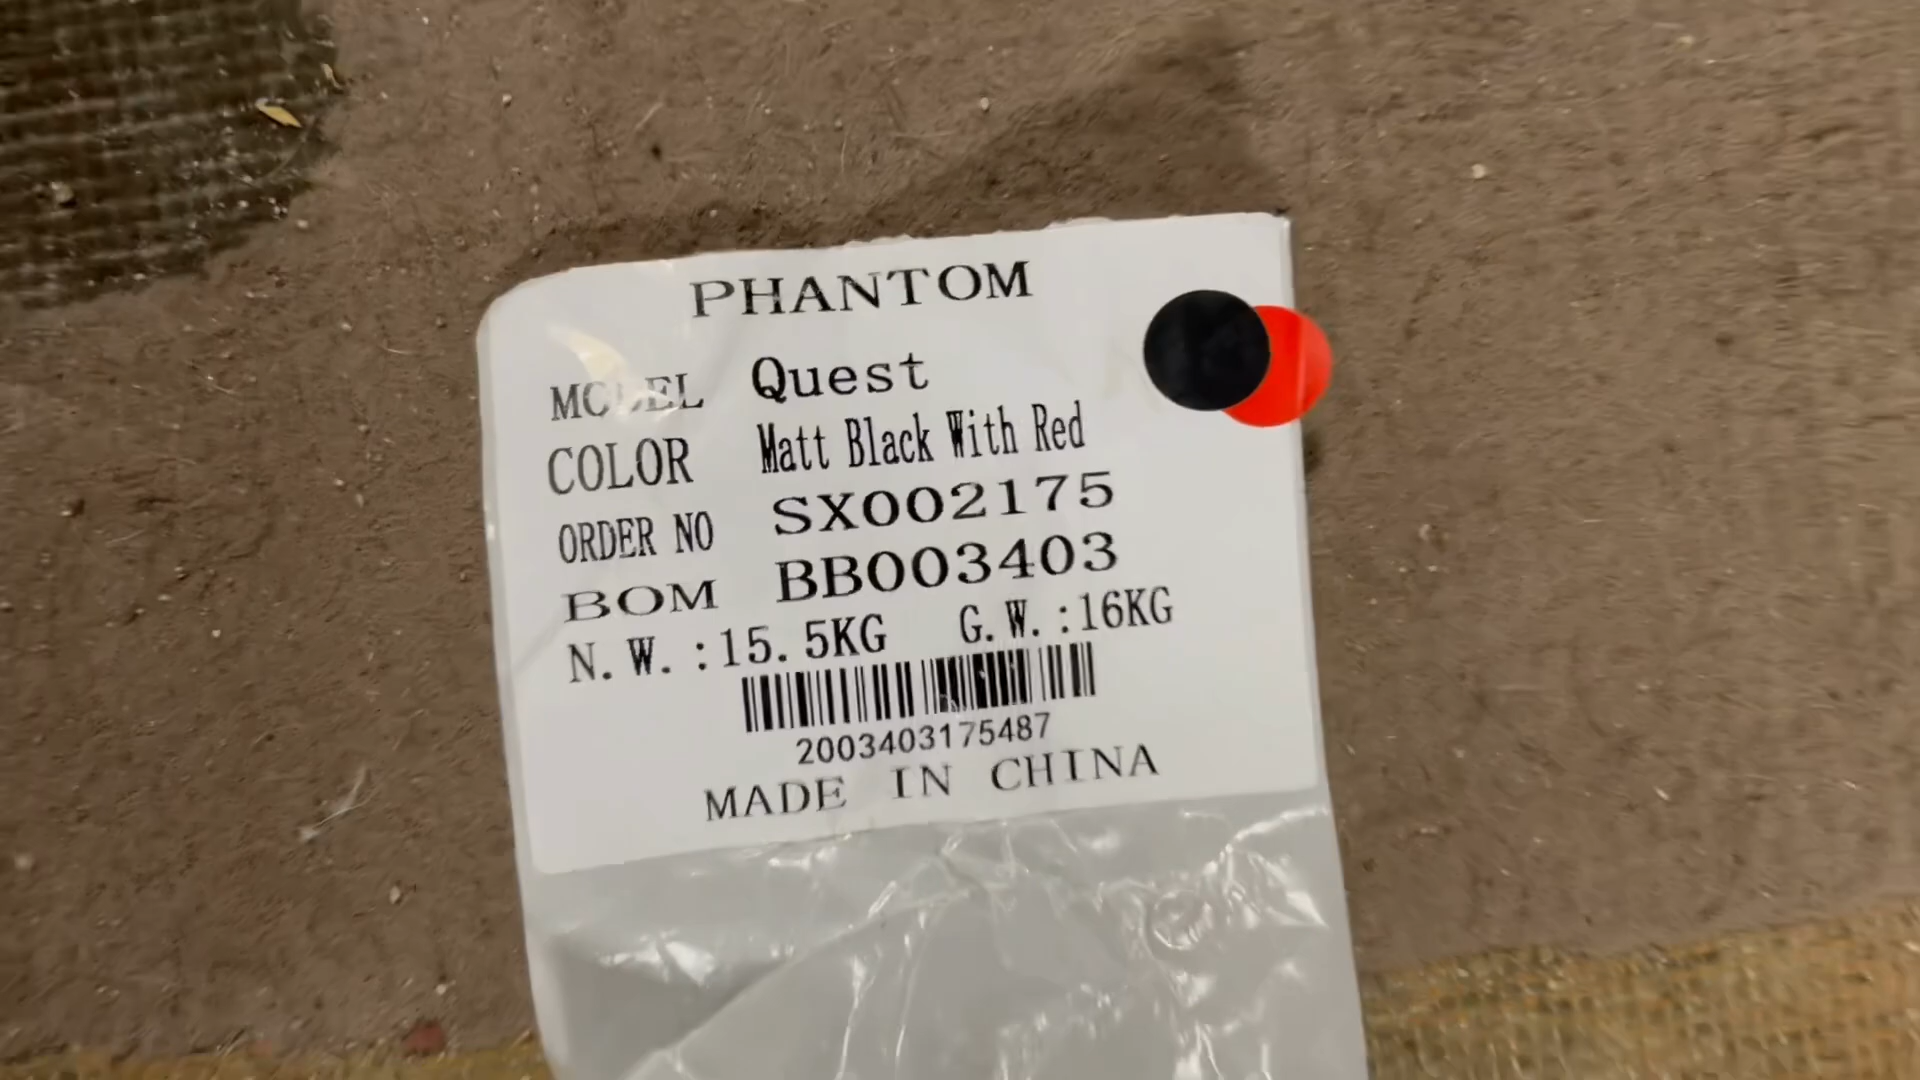 PHANTOM
MODEL Quest
COLOR Matt Black With Red
ORDER NO SX002175
BOM BB003403
N.W.:15.5KG G.W.:16KG
2003403175487
MADE IN CHINA